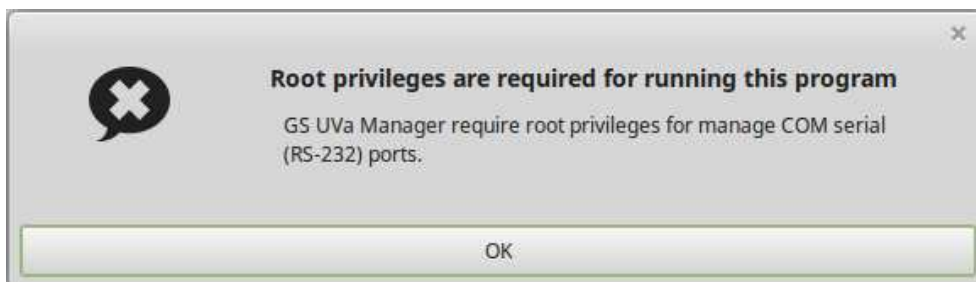 Root privileges are required for running this program
GS UVa Manager require root privileges for manage COM serial
(RS-232) ports.
OK